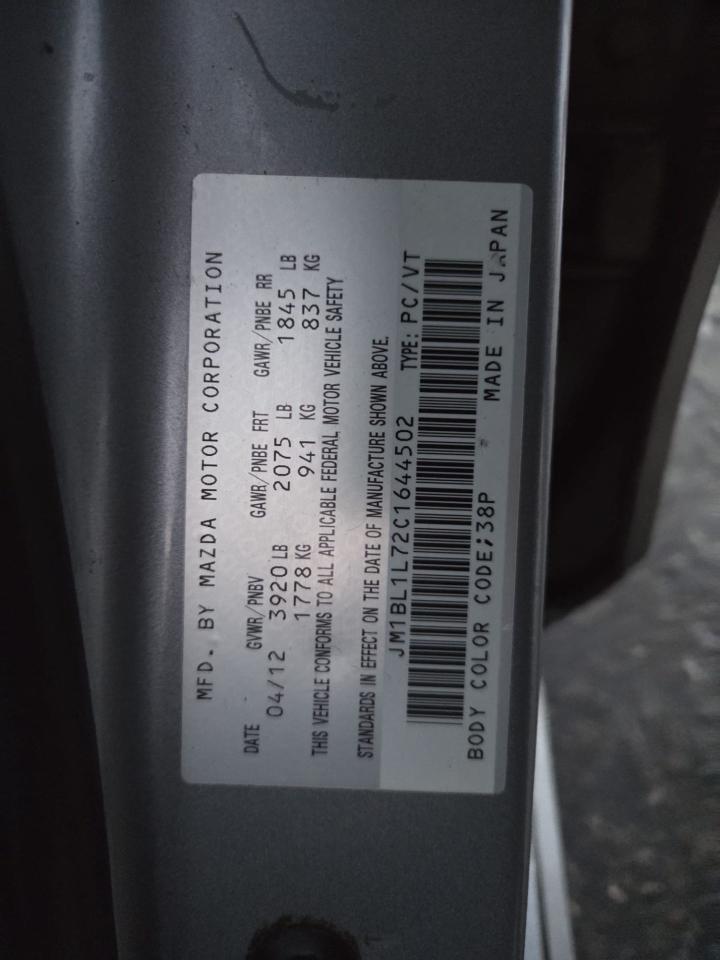 MFD. BY MAZDA MOTOR CORPORATION
DATE GVWR/PNBV GAWR/PNBE FRT GAWR/PNBE RR
04/12 3920 LB 2075 LB 1845 LB
1778 KG 941 KG 837 KG
THIS VEHICLE CONFORMS TO ALL APPLICABLE FEDERAL MOTOR VEHICLE SAFETY
STANDARDS IN EFFECT ON THE DATE OF MANUFACTURE SHOWN ABOVE.
JM1BL1L72C1644502 TYPE: PC/VT
BODY COLOR CODE;38P MADE IN JAPAN